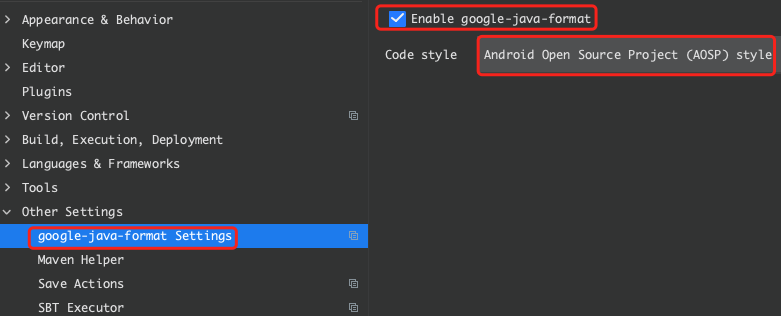 Appearance & Behavior
Keymap
Editor
Plugins
Version Control
Build, Execution, Deployment
Languages & Frameworks
Tools
Other Settings
google-java-format Settings
Maven Helper
Save Actions
SBT Executor
Enable google-java-format
Code style Android Open Source Project (AOSP) style